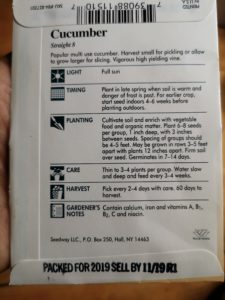 7 39088 11110 7
Cucumber
Straight 8
Popular multi use cucumber. Harvest small for pickling or allow
to grow larger for slicing. Vigorous high yielding vine.
LIGHT Full sun
TIMING Plant in late spring when soil is warm and
danger of frost is past. For earlier crop,
start seed indoors 4-6 weeks before
planting outdoors.
PLANTING Cultivate soil and enrich with vegetable
food and organic matter. Plant 6-8 seeds
per group, 1 inch deep, with 3 inches
between seeds. Spacing of groups should
be 4-5 feet. May be grown in rows 3-5 feet
apart with plants 12 inches apart. Firm soil
over seed. Germinates in 7-14 days.
CARE Thin to 3-4 plants per group. Water slow
and deep and feed every 3-4 weeks.
HARVEST Pick every 2-4 days with care. 60 days to
harvest.
GARDENER'S Contain calcium, iron and vitamins A, B1,
NOTES B2, C and niacin.
Seedway LLC, P.O. Box 250, Hall, NY 14463
PACKED FOR 2019 SELL BY 11/19 R1